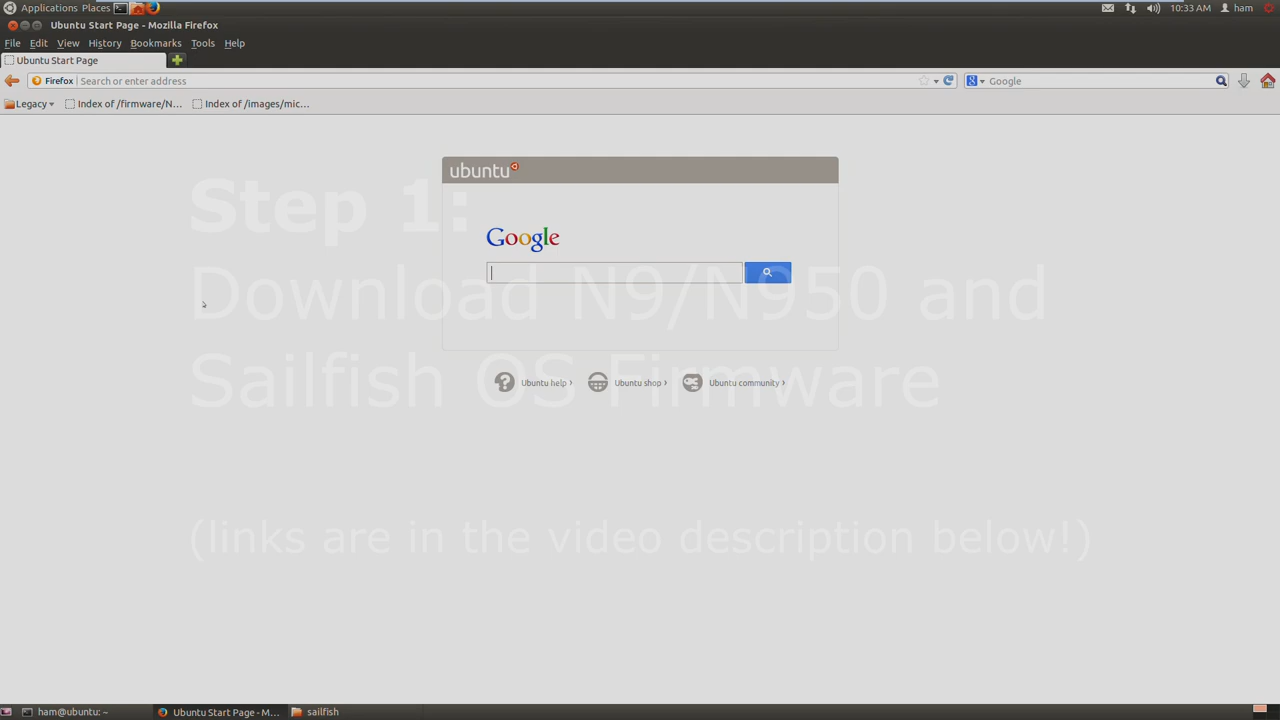 Applications Places
10:33 AM ham
Ubuntu Start Page - Mozilla Firefox
File Edit View History Bookmarks Tools Help
Ubuntu Start Page
Firefox Search or enter address
Google
Legacy Index of /firmware/N... Index of /images/mic...
ubuntu
Step 1:
Google
Download N9/N950 and
Sailfish OS Firmware
Ubuntu help › Ubuntu shop › Ubuntu community ›
(links are in the video description below!)
ham@ubuntu: ~ Ubuntu Start Page - M... sailfish